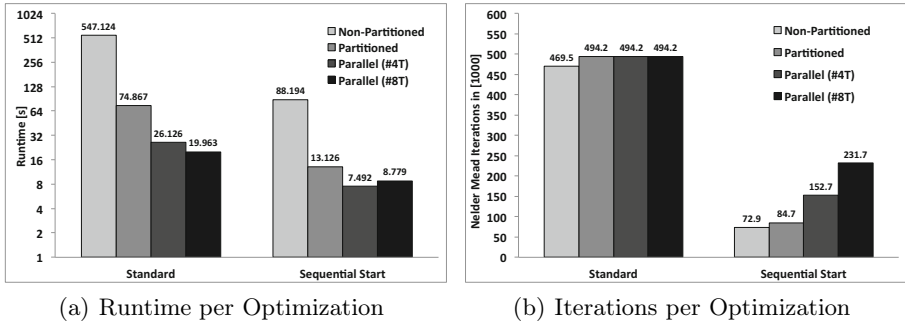 1024
512
256
128
64
32
16
8
4
2
1
Runtime [s]
547.124
74.867
26.126
19.963
88.194
13.126
7.492
8.779
Non-Partitioned
Partitioned
Parallel (#4T)
Parallel (#8T)
Standard
Sequential Start
(a) Runtime per Optimization
600
550
500
450
400
350
300
250
200
150
100
50
0
Nelder Mead Iterations in [1000]
469.5
494.2
494.2
494.2
72.9
84.7
152.7
231.7
Non-Partitioned
Partitioned
Parallel (#4T)
Parallel (#8T)
Standard
Sequential Start
(b) Iterations per Optimization